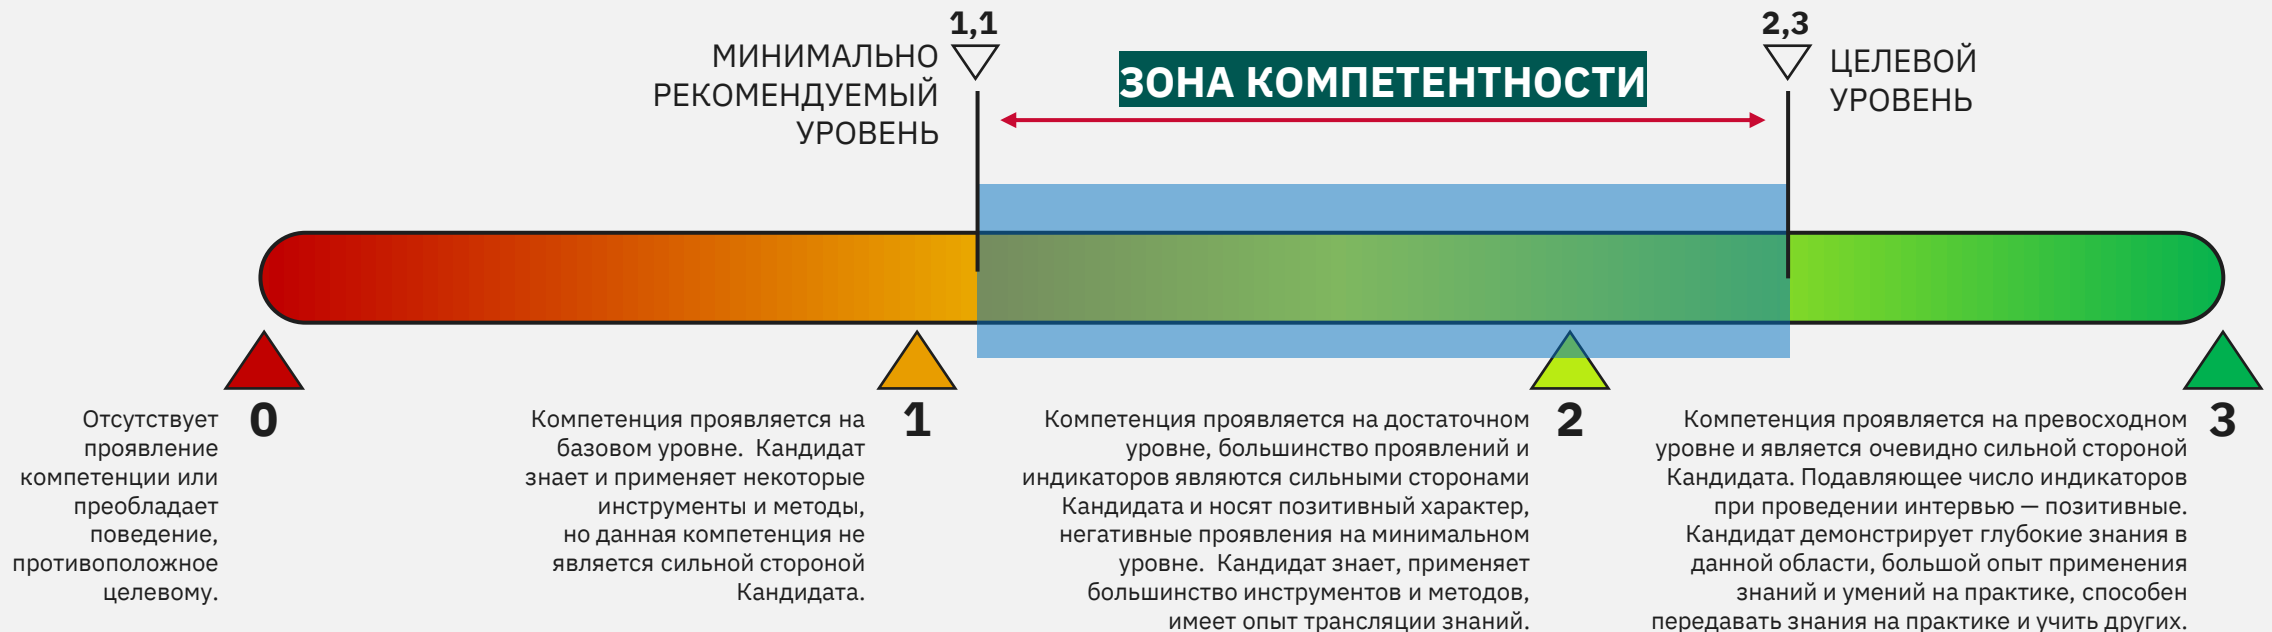 1,1
МИНИМАЛЬНО
РЕКОМЕНДУЕМЫЙ
УРОВЕНЬ
ЗОНА КОМПЕТЕНТНОСТИ
2,3
ЦЕЛЕВОЙ
УРОВЕНЬ
0
Отсутствует
проявление
компетенции или
преобладает
поведение,
противоположное
целевому.
1
Компетенция проявляется на
базовом уровне. Кандидат
знает и применяет некоторые
инструменты и методы,
но данная компетенция не
является сильной стороной
Кандидата.
2
Компетенция проявляется на достаточном
уровне, большинство проявлений и
индикаторов являются сильными сторонами
Кандидата и носят позитивный характер,
негативные проявления на минимальном
уровне. Кандидат знает, применяет
большинство инструментов и методов,
имеет опыт трансляции знаний.
3
Компетенция проявляется на превосходном
уровне и является очевидно сильной стороной
Кандидата. Подавляющее число индикаторов
при проведении интервью — позитивные.
Кандидат демонстрирует глубокие знания в
данной области, большой опыт применения
знаний и умений на практике, способен
передавать знания на практике и учить других.